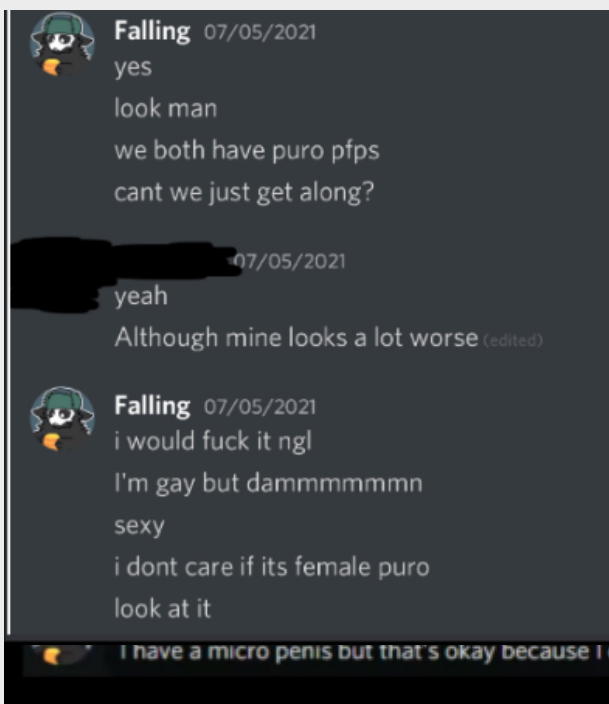 Falling 07/05/2021
yes
look man
we both have puro pfps
cant we just get along?
07/05/2021
yeah
Although mine looks a lot worse (edited)
Falling 07/05/2021
i would fuck it ngl
I'm gay but dammmmmmn
sexy
i dont care if its female puro
look at it
I have a micro penis but that's okay because I